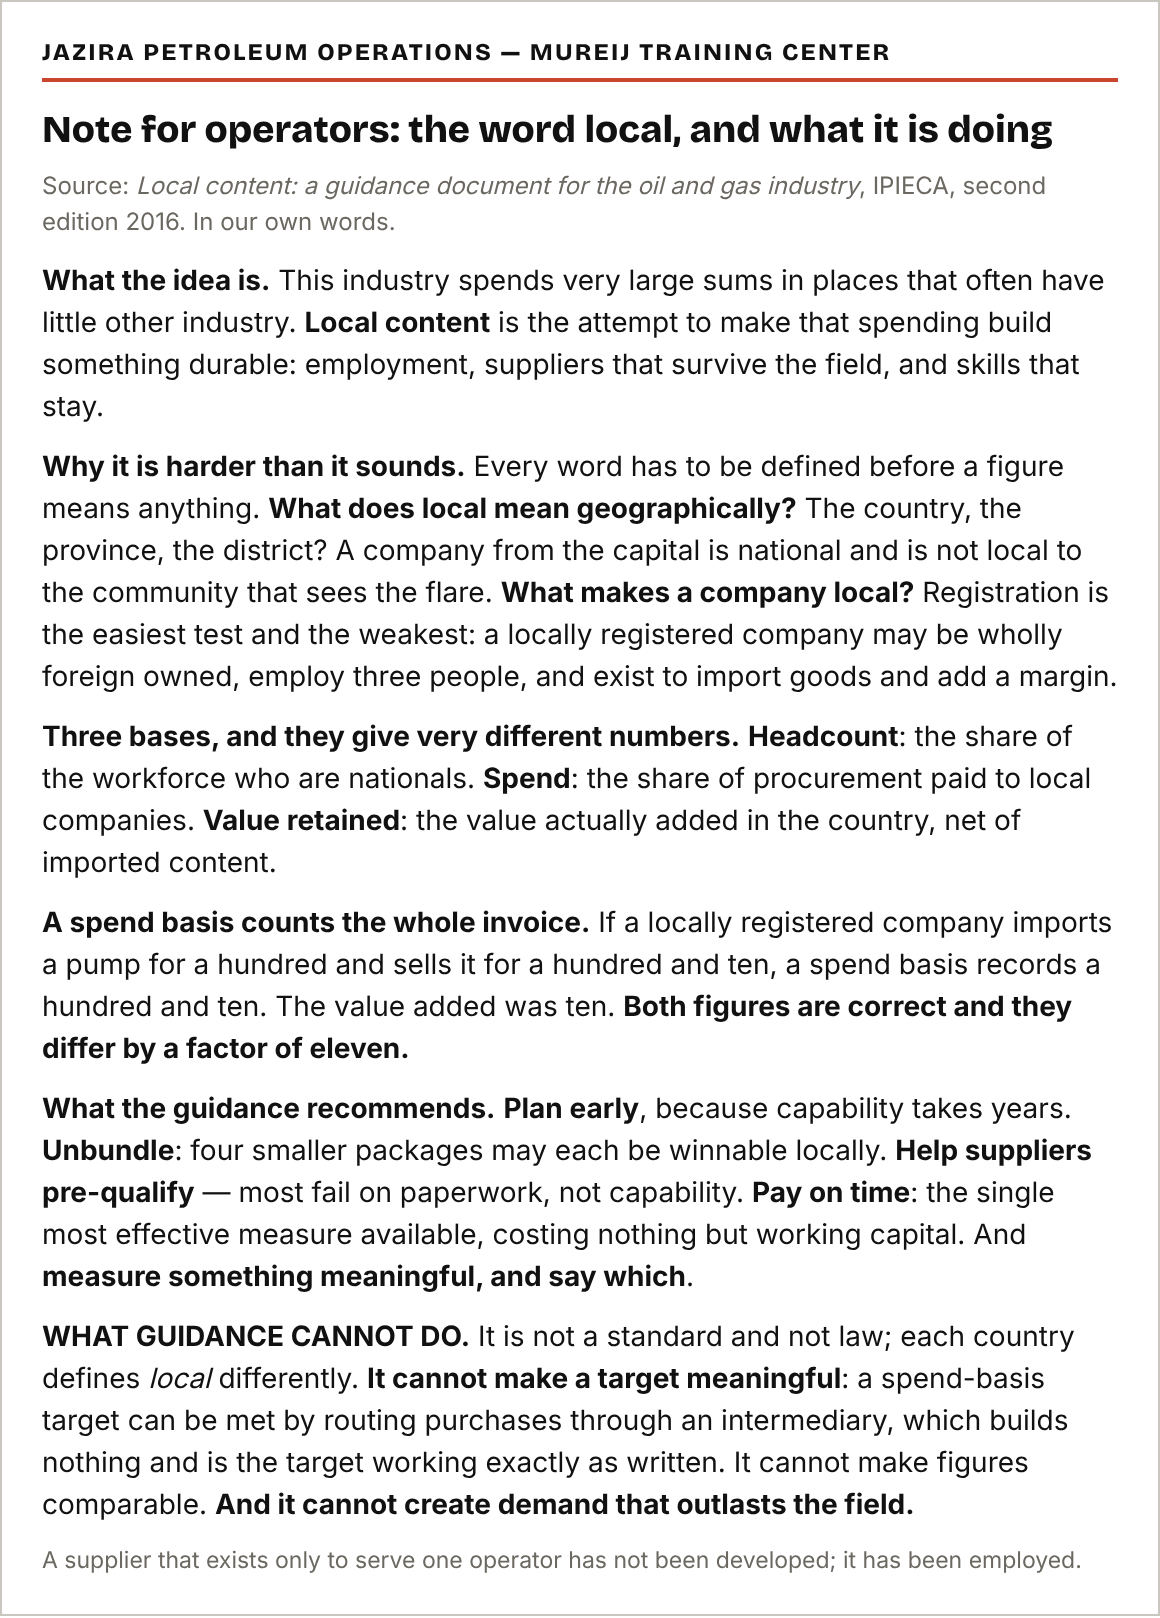 JAZIRA PETROLEUM OPERATIONS — MUREIJ TRAINING CENTER
Note for operators: the word local, and what it is doing
Source: Local content: a guidance document for the oil and gas industry, IPIECA, second
edition 2016. In our own words.
What the idea is. This industry spends very large sums in places that often have
little other industry. Local content is the attempt to make that spending build
something durable: employment, suppliers that survive the field, and skills that
stay.
Why it is harder than it sounds. Every word has to be defined before a figure
means anything. What does local mean geographically? The country, the
province, the district? A company from the capital is national and is not local to
the community that sees the flare. What makes a company local? Registration is
the easiest test and the weakest: a locally registered company may be wholly
foreign owned, employ three people, and exist to import goods and add a margin.
Three bases, and they give very different numbers. Headcount: the share of
the workforce who are nationals. Spend: the share of procurement paid to local
companies. Value retained: the value actually added in the country, net of
imported content.
A spend basis counts the whole invoice. If a locally registered company imports
a pump for a hundred and sells it for a hundred and ten, a spend basis records a
hundred and ten. The value added was ten. Both figures are correct and they
differ by a factor of eleven.
What the guidance recommends. Plan early, because capability takes years.
Unbundle: four smaller packages may each be winnable locally. Help suppliers
pre-qualify — most fail on paperwork, not capability. Pay on time: the single
most effective measure available, costing nothing but working capital. And
measure something meaningful, and say which.
WHAT GUIDANCE CANNOT DO. It is not a standard and not law; each country
defines local differently. It cannot make a target meaningful: a spend-basis
target can be met by routing purchases through an intermediary, which builds
nothing and is the target working exactly as written. It cannot make figures
comparable. And it cannot create demand that outlasts the field.
A supplier that exists only to serve one operator has not been developed; it has been employed.